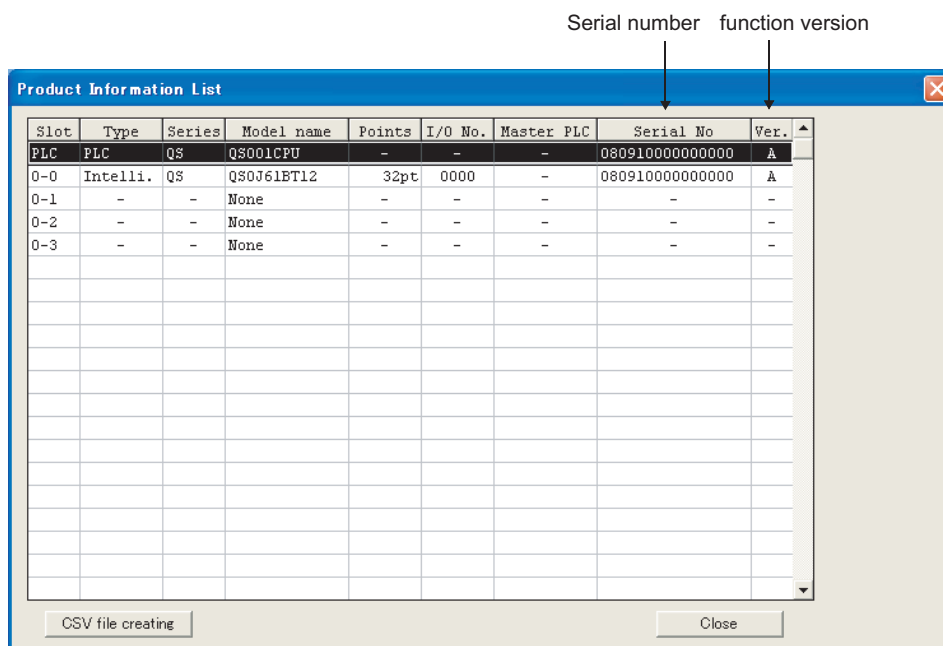 Serial number function version
Product Information List
Slot Type Series Model name Points I/O No. Master PLC Serial No Ver.
PLC PLC QS QS001CPU - - - 080910000000000 A
0-0 Intelli. QS QS0J61BT12 32pt 0000 - 080910000000000 A
0-1 - - None - - - - -
0-2 - - None - - - - -
0-3 - - None - - - - -
CSV file creating Close